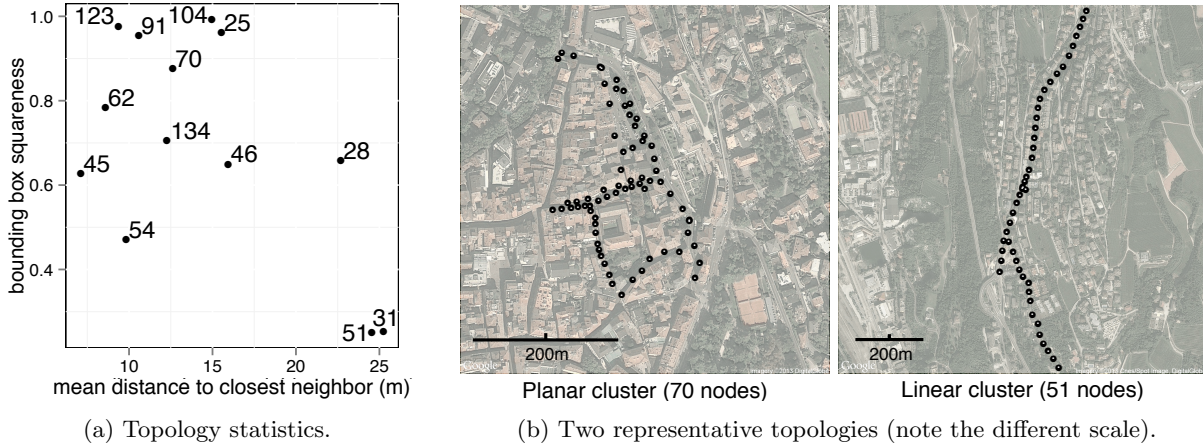 bounding box squareness
1.0
0.8
0.6
0.4
123
91
104
25
70
62
134
45
46
28
54
51
31
10
15
20
25
mean distance to closest neighbor (m)
(a) Topology statistics.
200m
Google
Planar cluster (70 nodes)
200m
Google
Linear cluster (51 nodes)
(b) Two representative topologies (note the different scale).